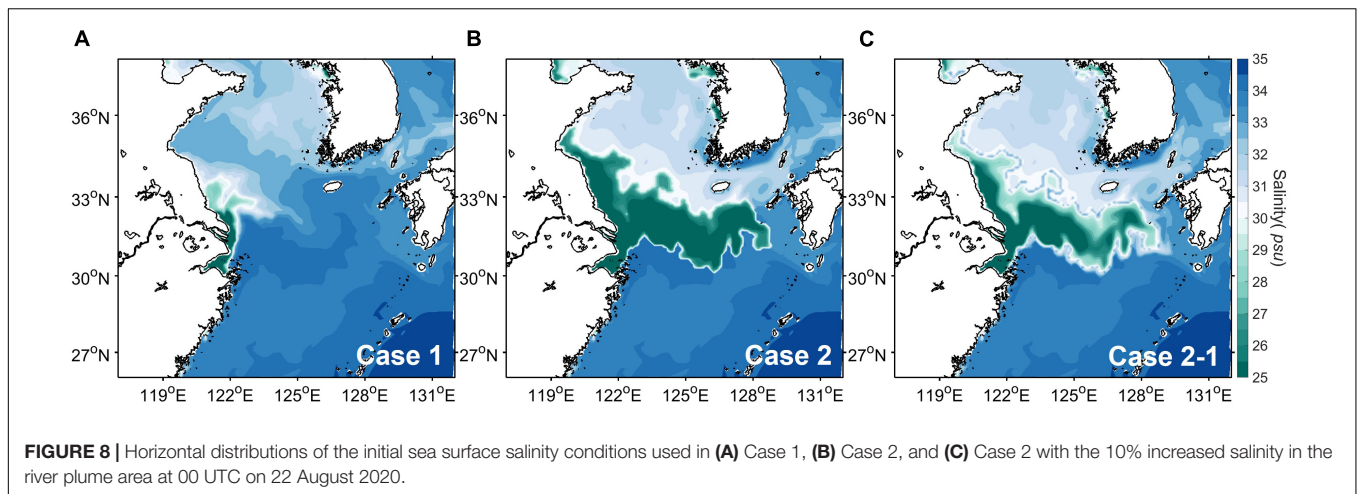 A
B
C
36°N
33°N
30°N
27°N
119°E 122°E 125°E 128°E 131°E
Case 1
36°N
33°N
30°N
27°N
119°E 122°E 125°E 128°E 131°E
Case 2
36°N
33°N
30°N
27°N
119°E 122°E 125°E 128°E 131°E
Case 2-1
35
34
33
32
31
30
29
28
27
26
25
Salinity( psu)
FIGURE 8 | Horizontal distributions of the initial sea surface salinity conditions used in (A) Case 1, (B) Case 2, and (C) Case 2 with the 10% increased salinity in the
river plume area at 00 UTC on 22 August 2020.